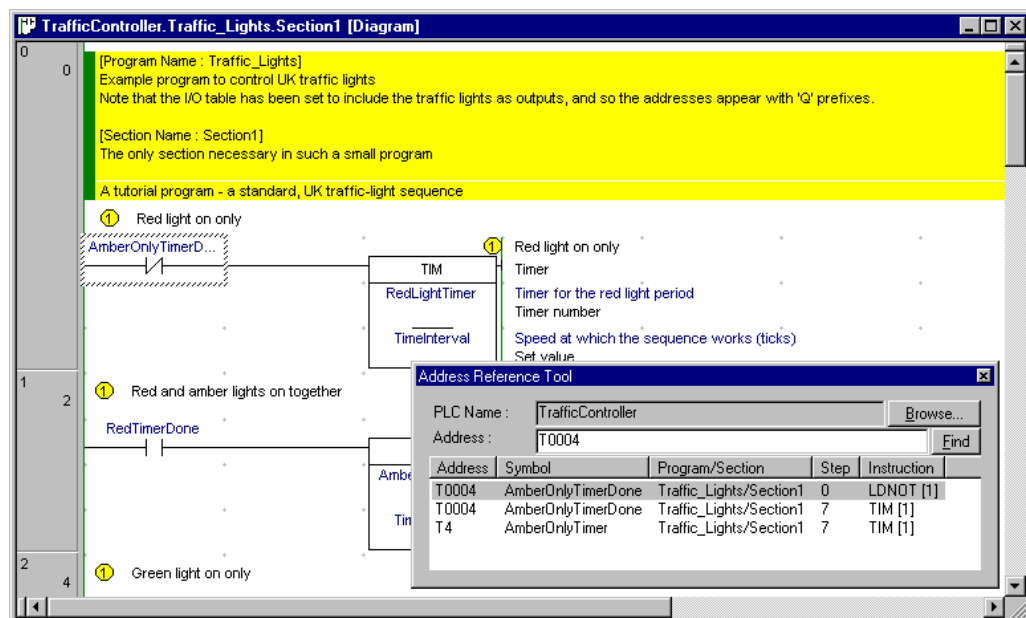 TrafficController.Traffic_Lights.Section1 [Diagram]
0
0
[Program Name : Traffic_Lights]
Example program to control UK traffic lights
Note that the I/O table has been set to include the traffic lights as outputs, and so the addresses appear with 'Q' prefixes.
[Section Name : Section1]
The only section necessary in such a small program
A tutorial program - a standard, UK traffic-light sequence
1 Red light on only
AmberOnlyTimerD...
1 Red light on only
TIM Timer
RedLightTimer Timer for the red light period
Timer number
TimeInterval Speed at which the sequence works (ticks)
Set value
1
2
1 Red and amber lights on together
RedTimerDone
Ambe
Tin
2
4
1 Green light on only
Address Reference Tool
PLC Name : TrafficController Browse...
Address : T0004 Find
Address Symbol Program/Section Step Instruction
T0004 AmberOnlyTimerDone Traffic_Lights/Section1 0 LDNOT [1]
T0004 AmberOnlyTimerDone Traffic_Lights/Section1 7 TIM [1]
T4 AmberOnlyTimer Traffic_Lights/Section1 7 TIM [1]